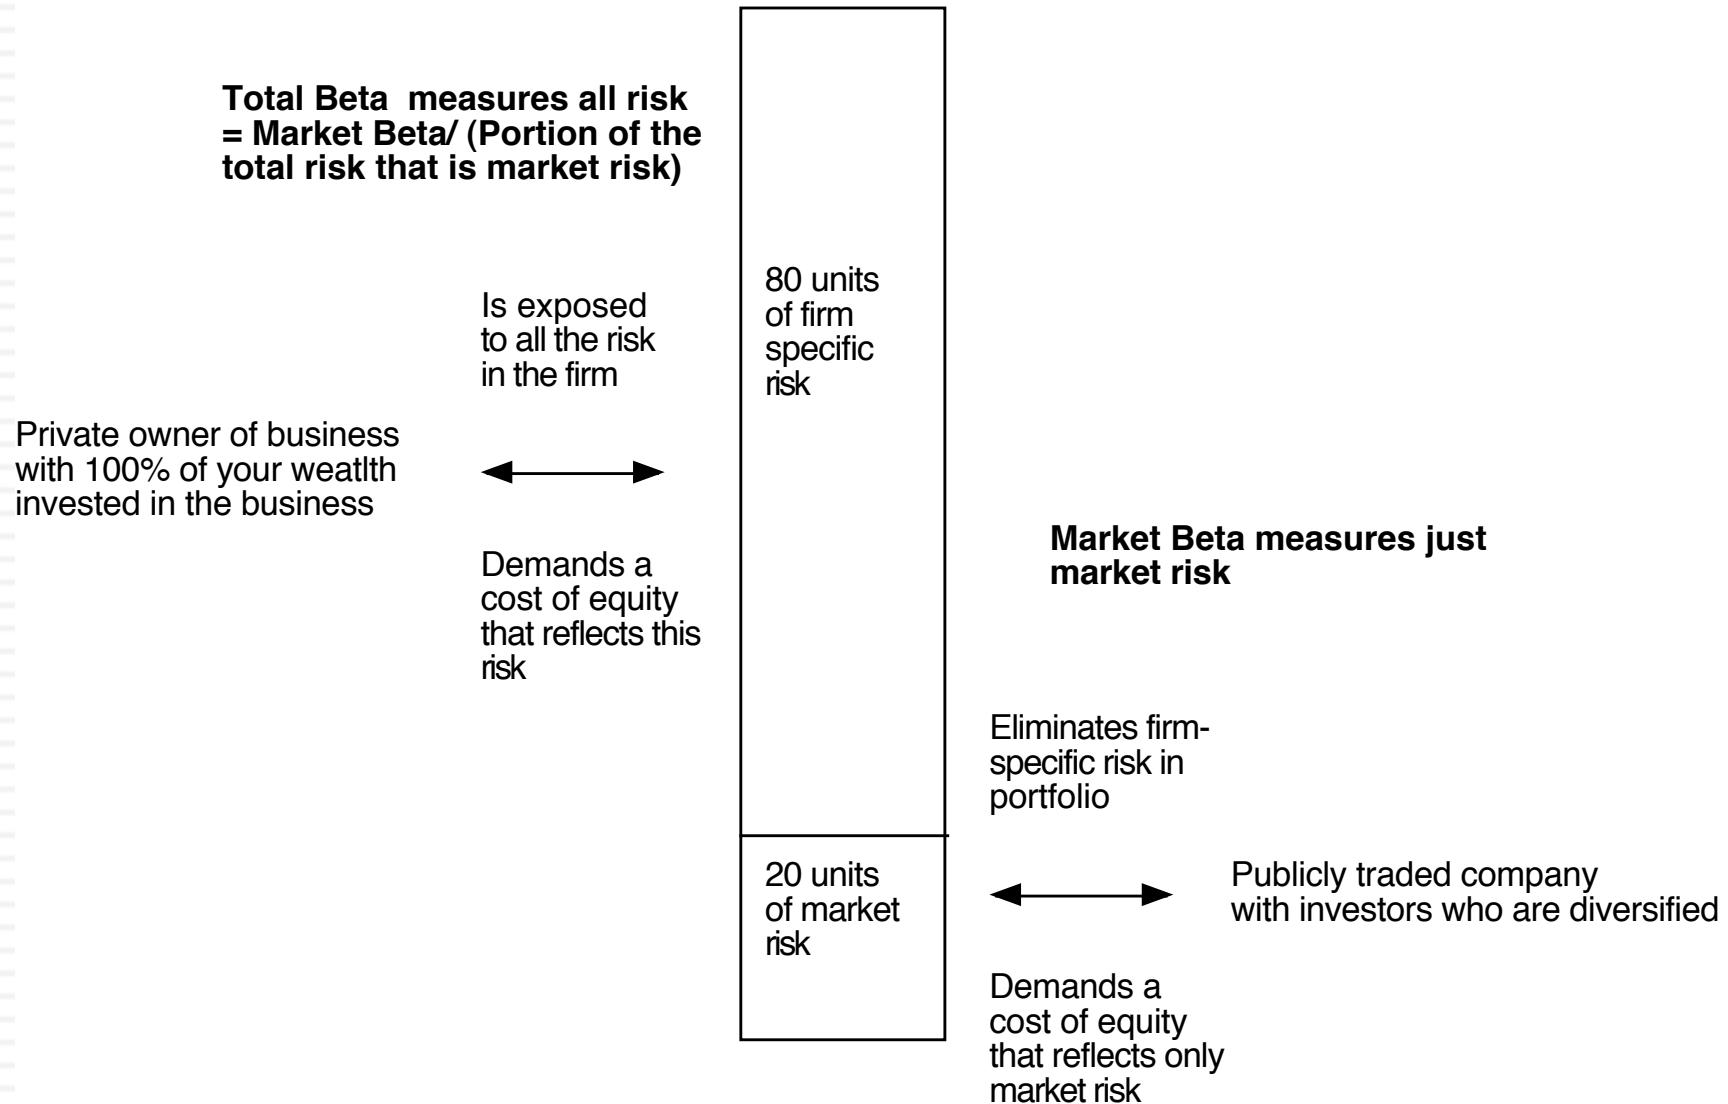 Total Beta measures all risk
= Market Beta/ (Portion of the
total risk that is market risk)
80 units
of firm
specific
risk
Is exposed
to all the risk
in the firm
Private owner of business
with 100% of your weatlth
invested in the business
Demands a
cost of equity
that reflects this
risk
Market Beta measures just
market risk
Eliminates firm-
specific risk in
portfolio
20 units
of market
risk
Publicly traded company
with investors who are diversified
Demands a
cost of equity
that reflects only
market risk